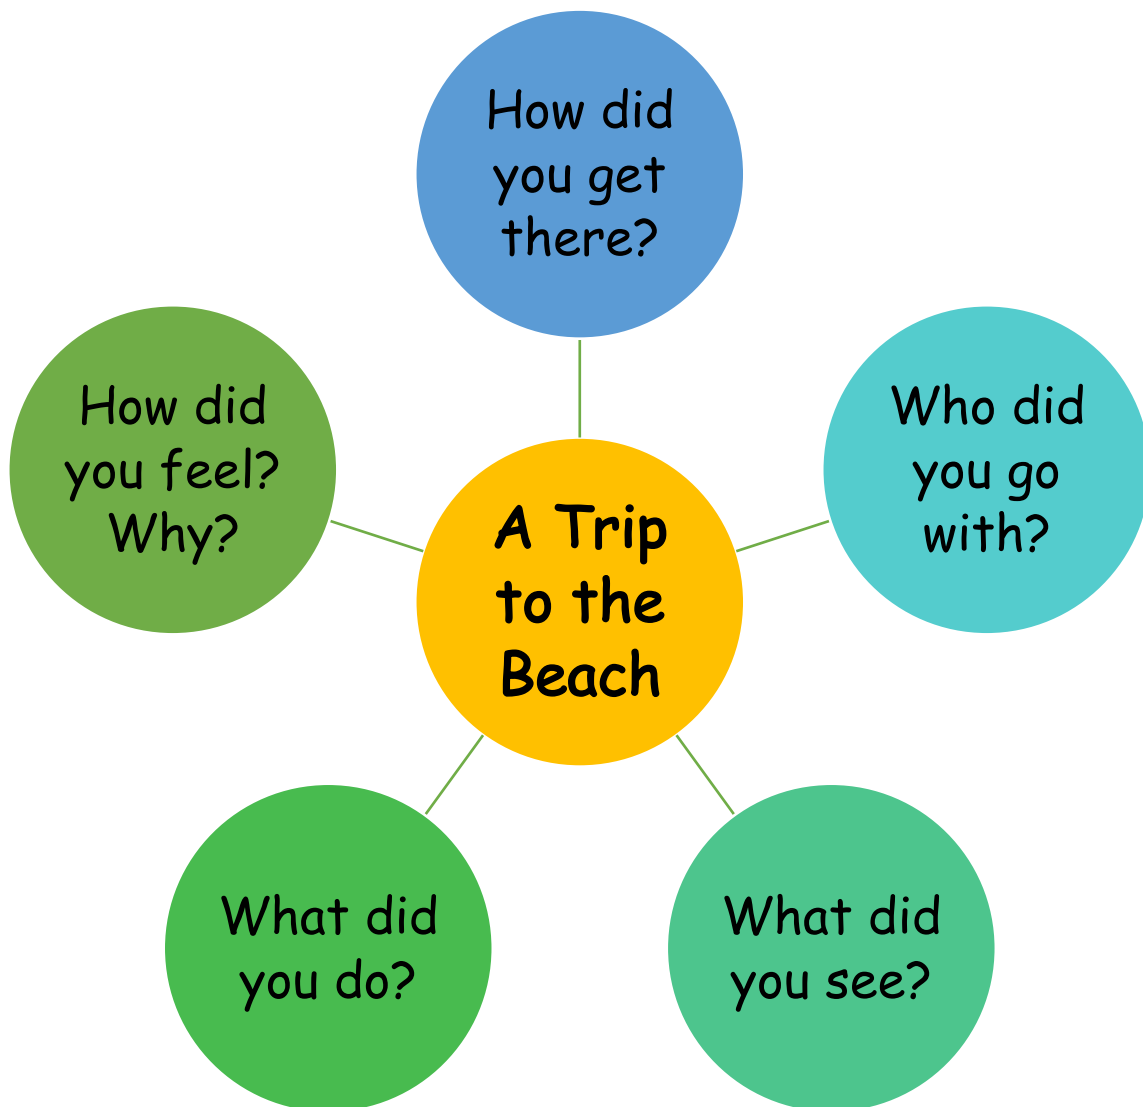 How did
you get
there?
Who did
you go
with?
What did
you see?
What did
you do?
How did
you feel?
Why?
A Trip
to the
Beach